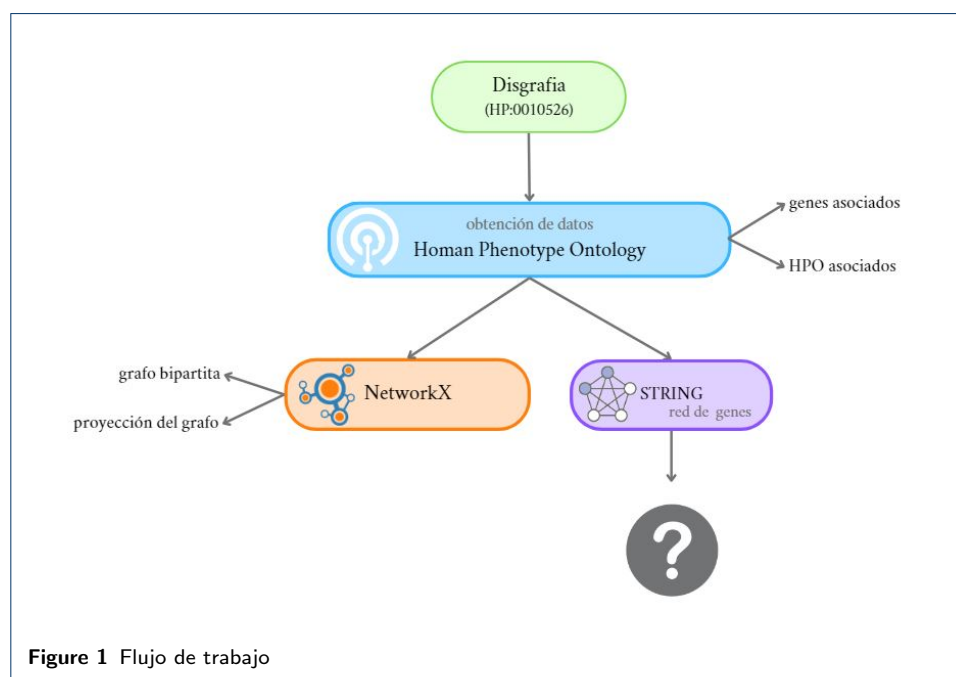 Disgrafia
(HP:0010526)
obtención de datos
Human Phenotype Ontology
genes asociados
HPO asociados
grafo bipartita
proyección del grafo
NetworkX
STRING
red de genes
?
Figure 1 Flujo de trabajo